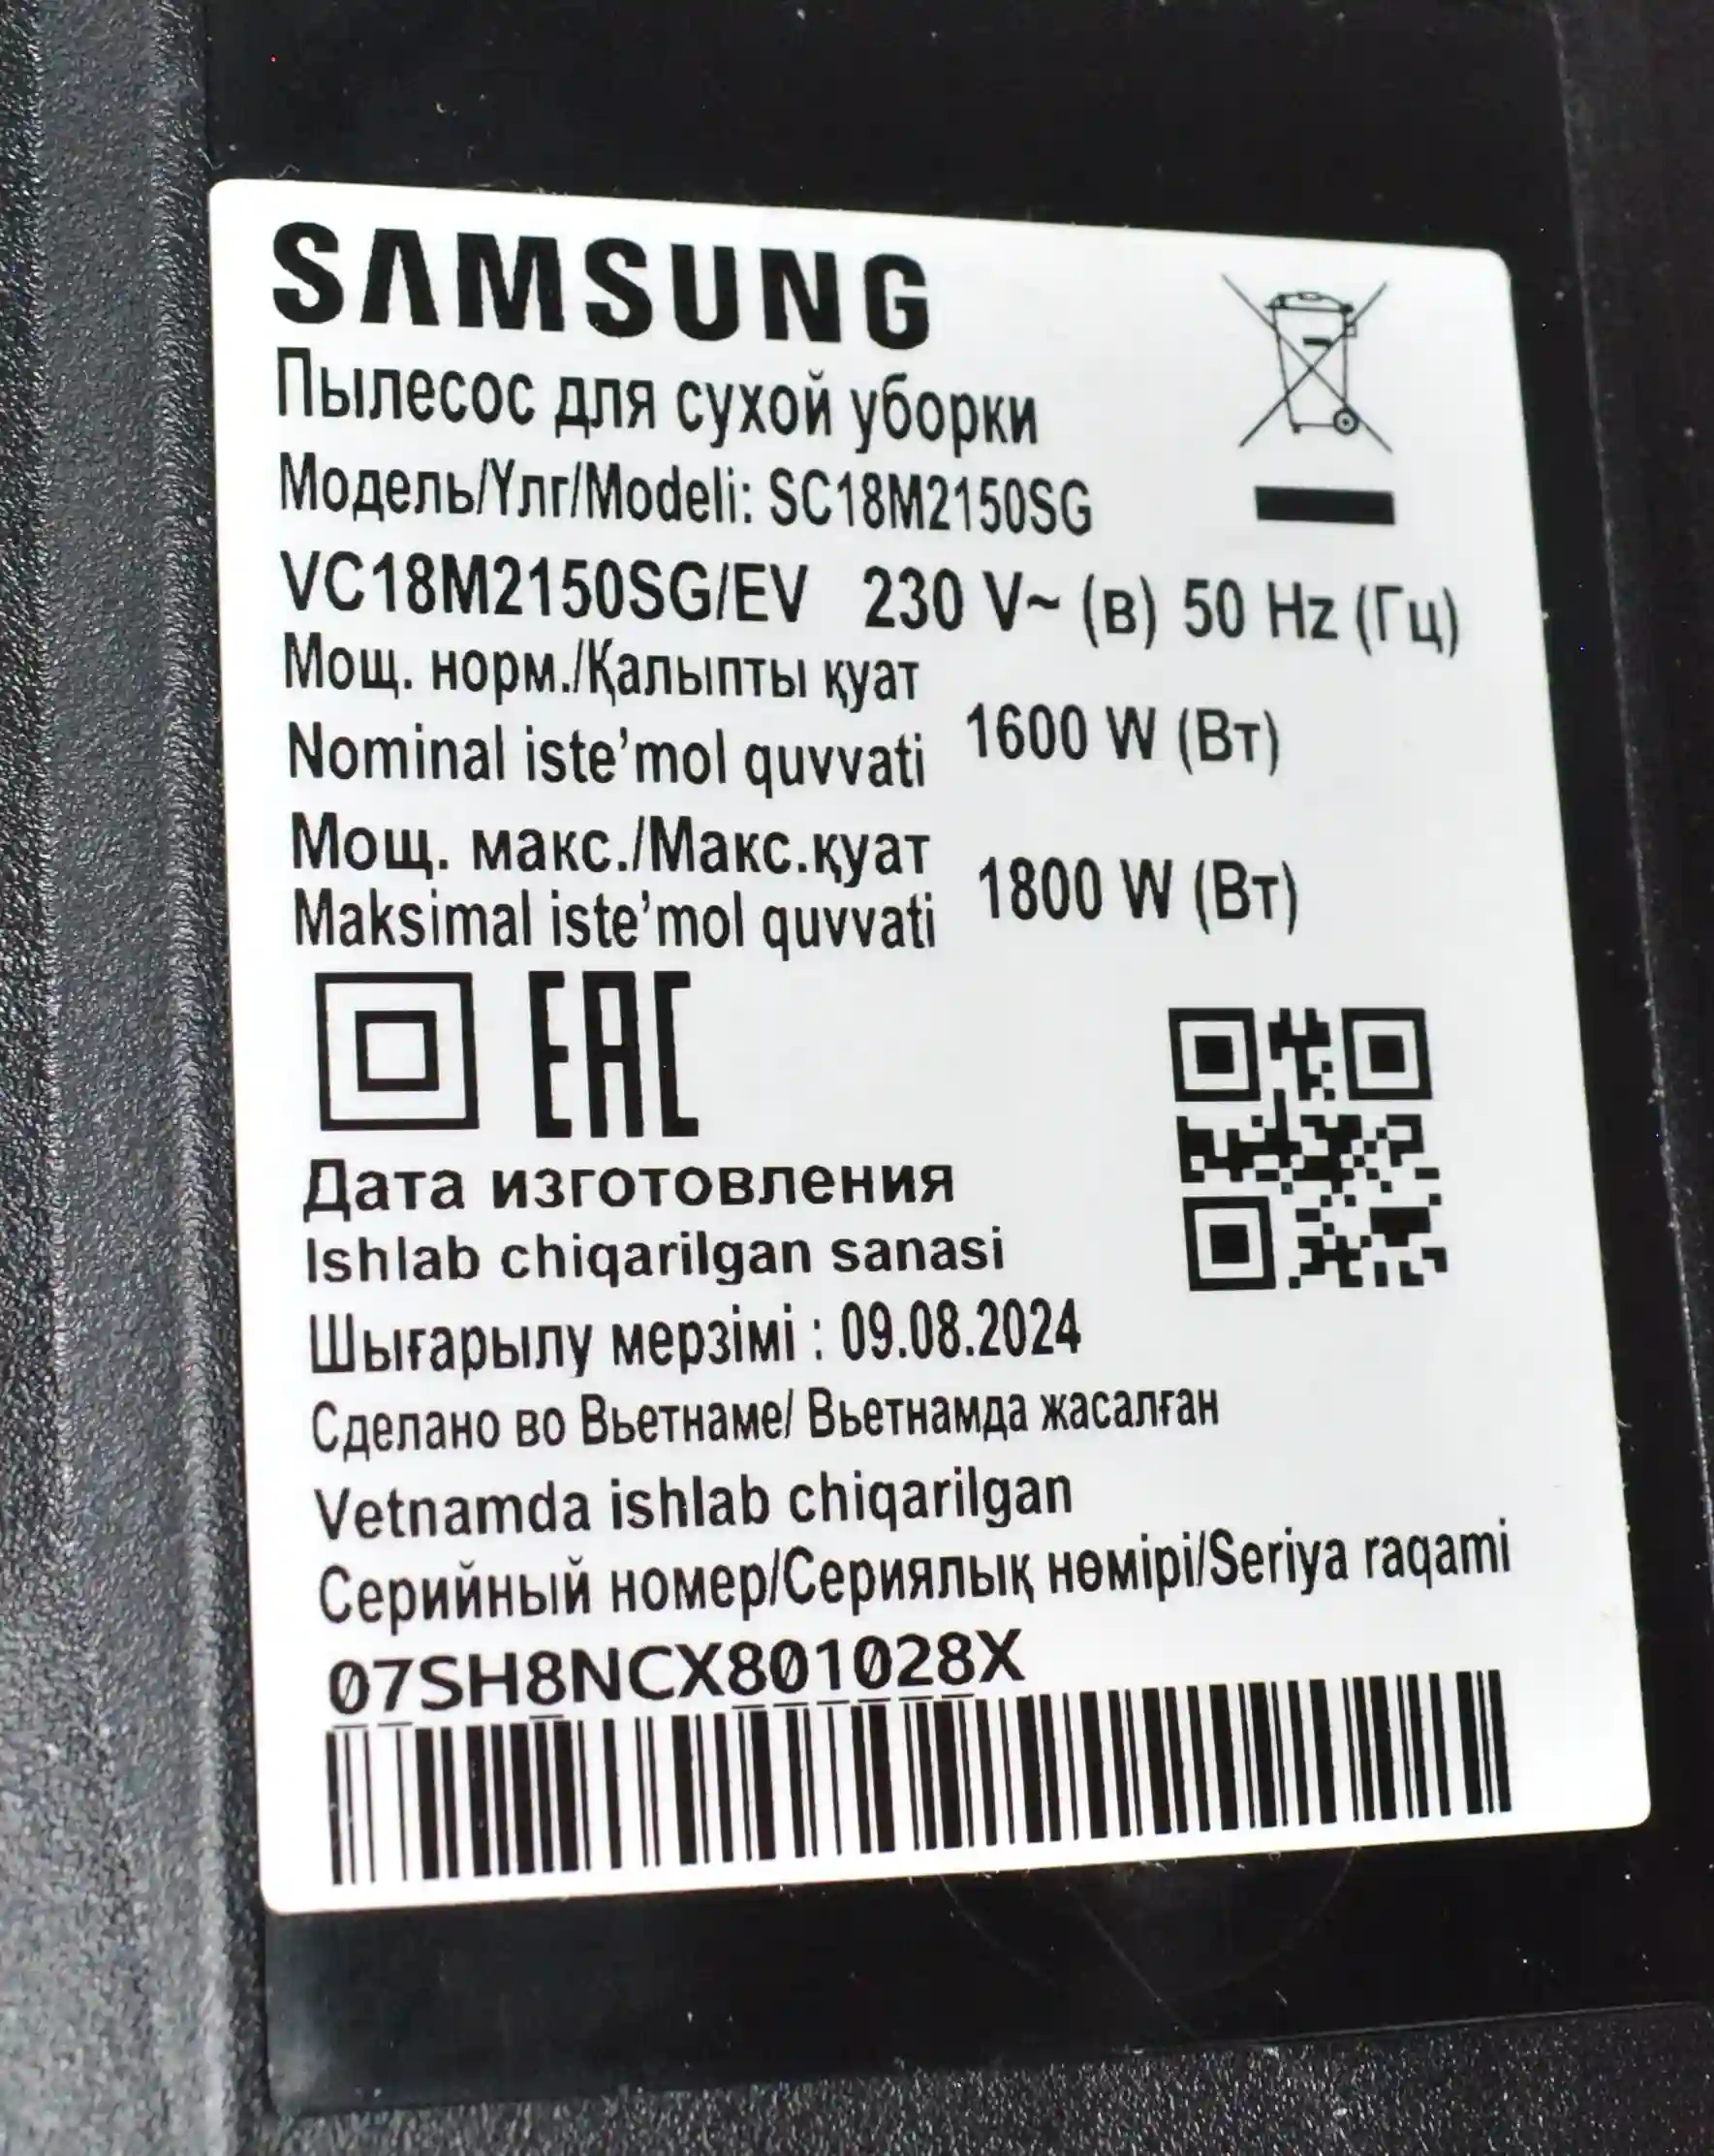 SAMSUNG
Пылесос для сухой уборки
Модель/Үлг/Modeli: SC18M2150SG
VC18M2150SG/EV 230 V~ (в) 50 Hz (Гц)
Мощ. норм./Қалыпты қуат
Nominal iste’mol quvvati 1600 W (Вт)
Мощ. макс./Макс.қуат
Maksimal iste’mol quvvati 1800 W (Вт)
EAC
Дата изготовления
Ishlab chiqarilgan sanasi
Шығарылу мерзімі : 09.08.2024
Сделано во Вьетнаме/ Вьетнамда жасалған
Vetnamda ishlab chiqarilgan
Серийный номер/Сериялық нөмірі/Seriya raqami
07SH8NCX801028X